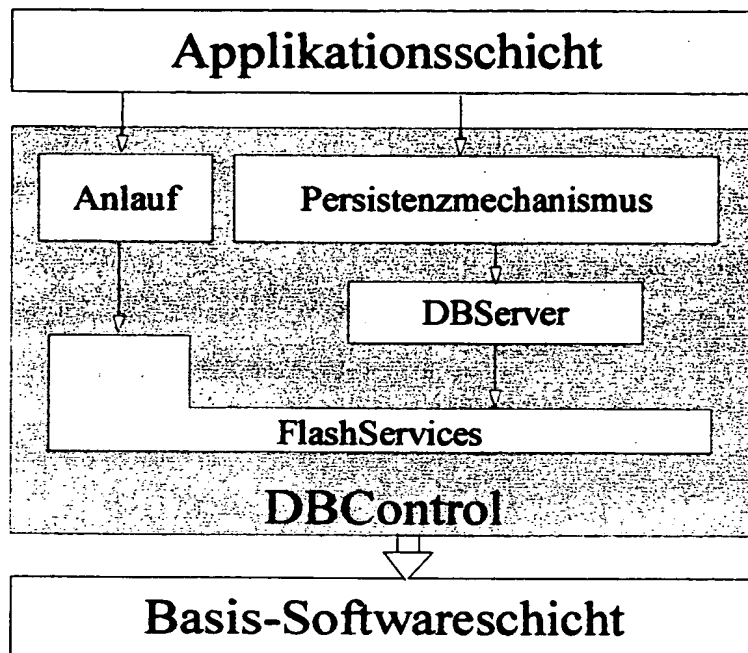 Applikationsschicht
Anlauf
Persistenzmechanismus
DBServer
FlashServices
DBControl
Basis-Softwareschicht